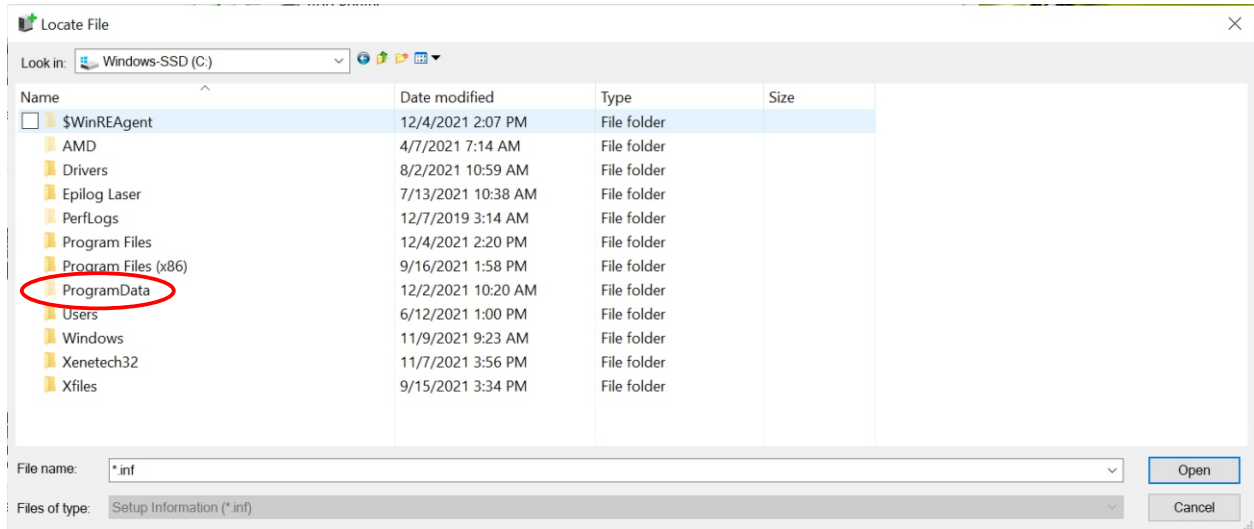 Locate File
Look in: Windows-SSD (C:)
Name Date modified Type Size
$WinREAgent 12/4/2021 2:07 PM File folder
AMD 4/7/2021 7:14 AM File folder
Drivers 8/2/2021 10:59 AM File folder
Epilog Laser 7/13/2021 10:38 AM File folder
PerfLogs 12/7/2019 3:14 AM File folder
Program Files 12/4/2021 2:20 PM File folder
Program Files (x86) 9/16/2021 1:58 PM File folder
ProgramData 12/2/2021 10:20 AM File folder
Users 6/12/2021 1:00 PM File folder
Windows 11/9/2021 9:23 AM File folder
Xenetech32 11/7/2021 3:56 PM File folder
Xfiles 9/15/2021 3:34 PM File folder
File name: *.inf Open
Files of type: Setup Information (*.inf) Cancel